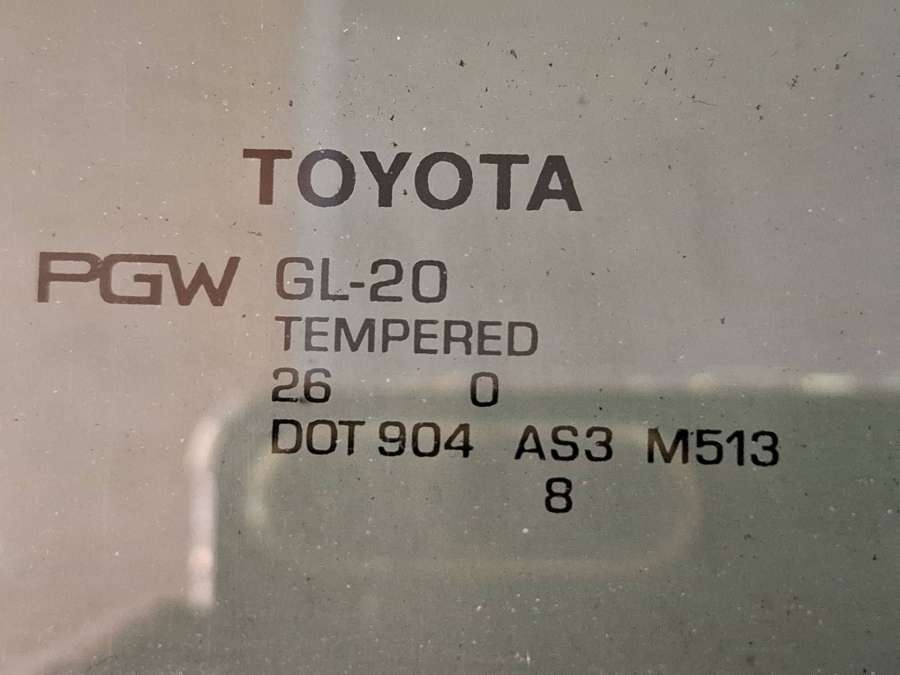 TOYOTA
PGW GL-20
TEMPERED
26 0
DOT 904 AS3 M513
8